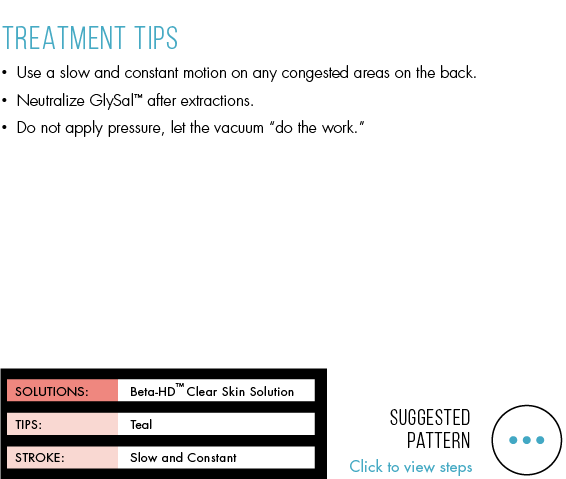 TREATMENT TIPS
• Use a slow and constant motion on any congested areas on the back.
• Neutralize GlySal™ after extractions.
• Do not apply pressure, let the vacuum “do the work.”
SOLUTIONS: Beta-HD™ Clear Skin Solution
TIPS: Teal
STROKE: Slow and Constant
SUGGESTED
PATTERN
Click to view steps